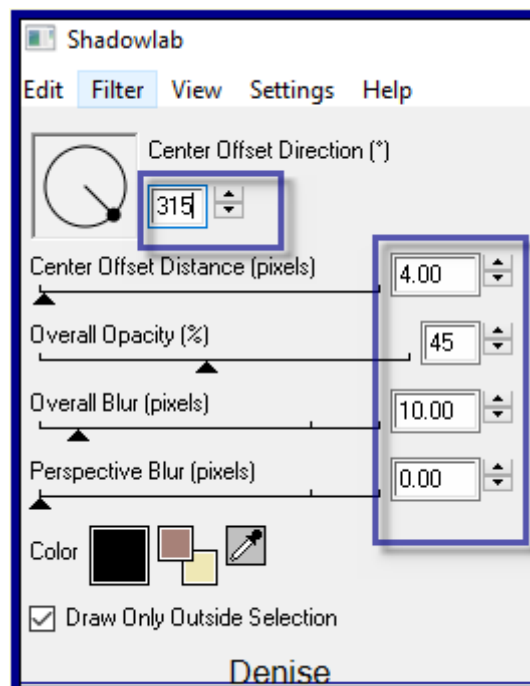 Shadowlab
Edit Filter View Settings Help
Center Offset Direction (°)
315
Center Offset Distance (pixels)
4.00
Overall Opacity (%)
45
Overall Blur (pixels)
10.00
Perspective Blur (pixels)
0.00
Color
Draw Only Outside Selection
Denise